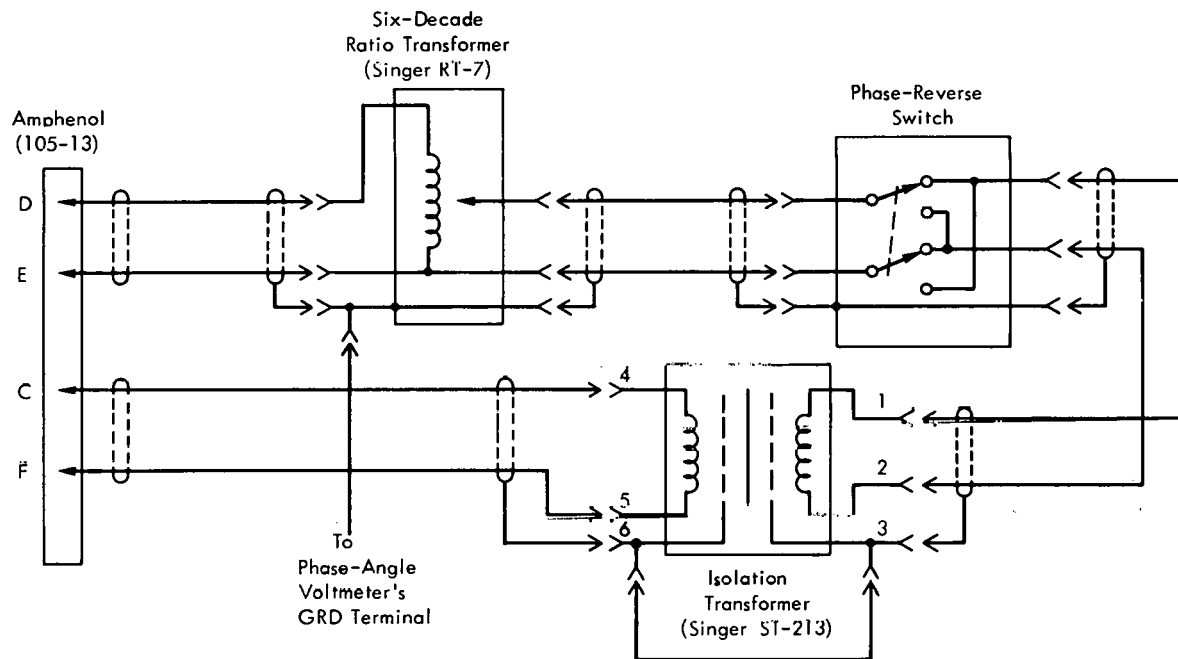 Six-Decade
Ratio Transformer
(Singer RT-7)
Phase-Reverse
Switch
Amphenol
(105-13)
D
E
C
F
4
5
6
1
2
3
To
Phase-Angle
Voltmeter's
GRD Terminal
Isolation
Transformer
(Singer ST-213)